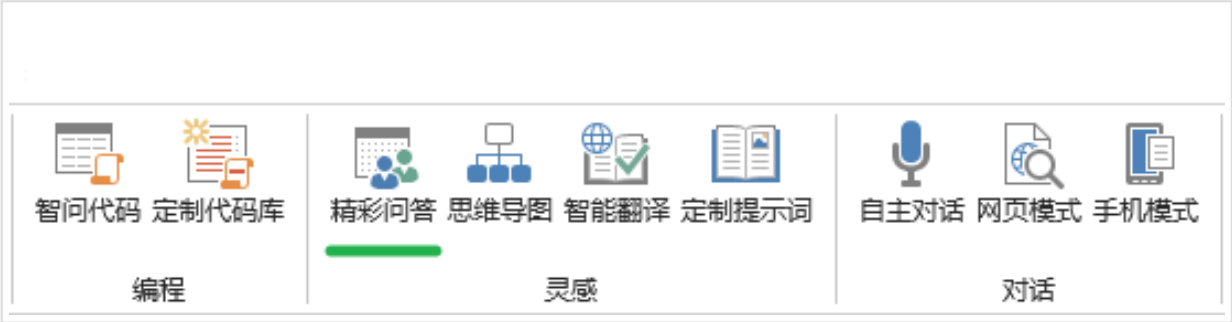 智问代码 定制代码库 精彩问答 思维导图 智能翻译 定制提示词 自主对话 网页模式 手机模式
编程 灵感 对话